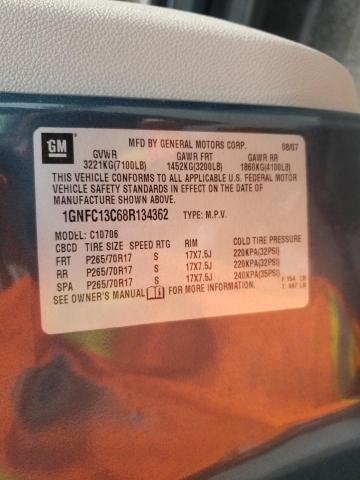 GM
MFD BY GENERAL MOTORS CORP. 08/07
GVWR GAWR FRT GAWR RR
3221KG(7100LB) 1452KG(3200LB) 1860KG(4100LB)
THIS VEHICLE CONFORMS TO ALL APPLICABLE U.S. FEDERAL MOTOR
VEHICLE SAFETY STANDARDS IN EFFECT ON THE DATE OF
MANUFACTURE SHOWN ABOVE.
1GNFC13C68R134362 TYPE: M.P.V.
MODEL: C10706
CBCD TIRE SIZE SPEED RTG RIM COLD TIRE PRESSURE
FRT P265/70R17 S 17X7.5J 220KPA(32PSI)
RR P265/70R17 S 17X7.5J 220KPA(32PSI)
SPA P265/70R17 S 17X7.5J 240KPA(35PSI)
SEE OWNER'S MANUAL FOR MORE INFORMATION.